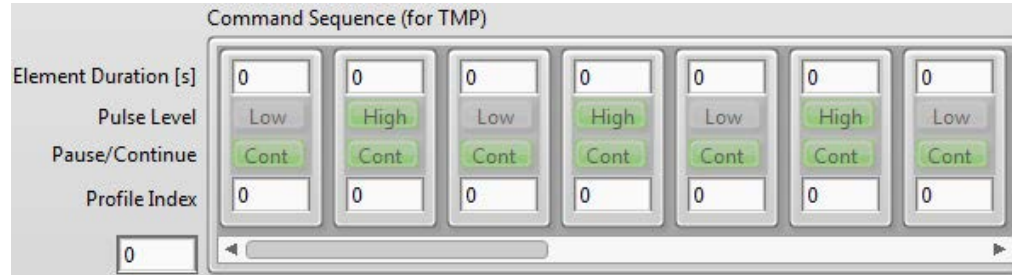 Command Sequence (for TMP)
Element Duration [s] 0 0 0 0 0 0 0
Pulse Level Low High Low High Low High Low
Pause/Continue Cont Cont Cont Cont Cont Cont Cont
Profile Index 0 0 0 0 0 0 0
0